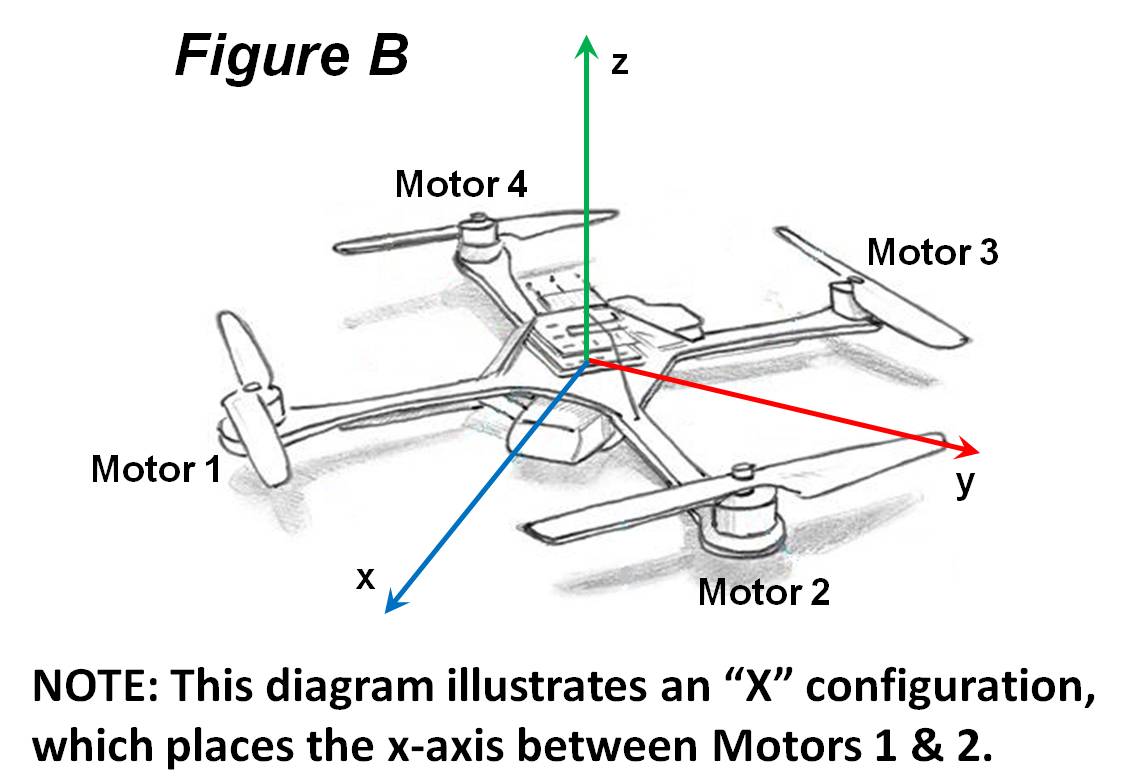 Figure B
z
Motor 4
Motor 3
Motor 1
y
x
Motor 2
NOTE: This diagram illustrates an “X” configuration,
which places the x-axis between Motors 1 & 2.